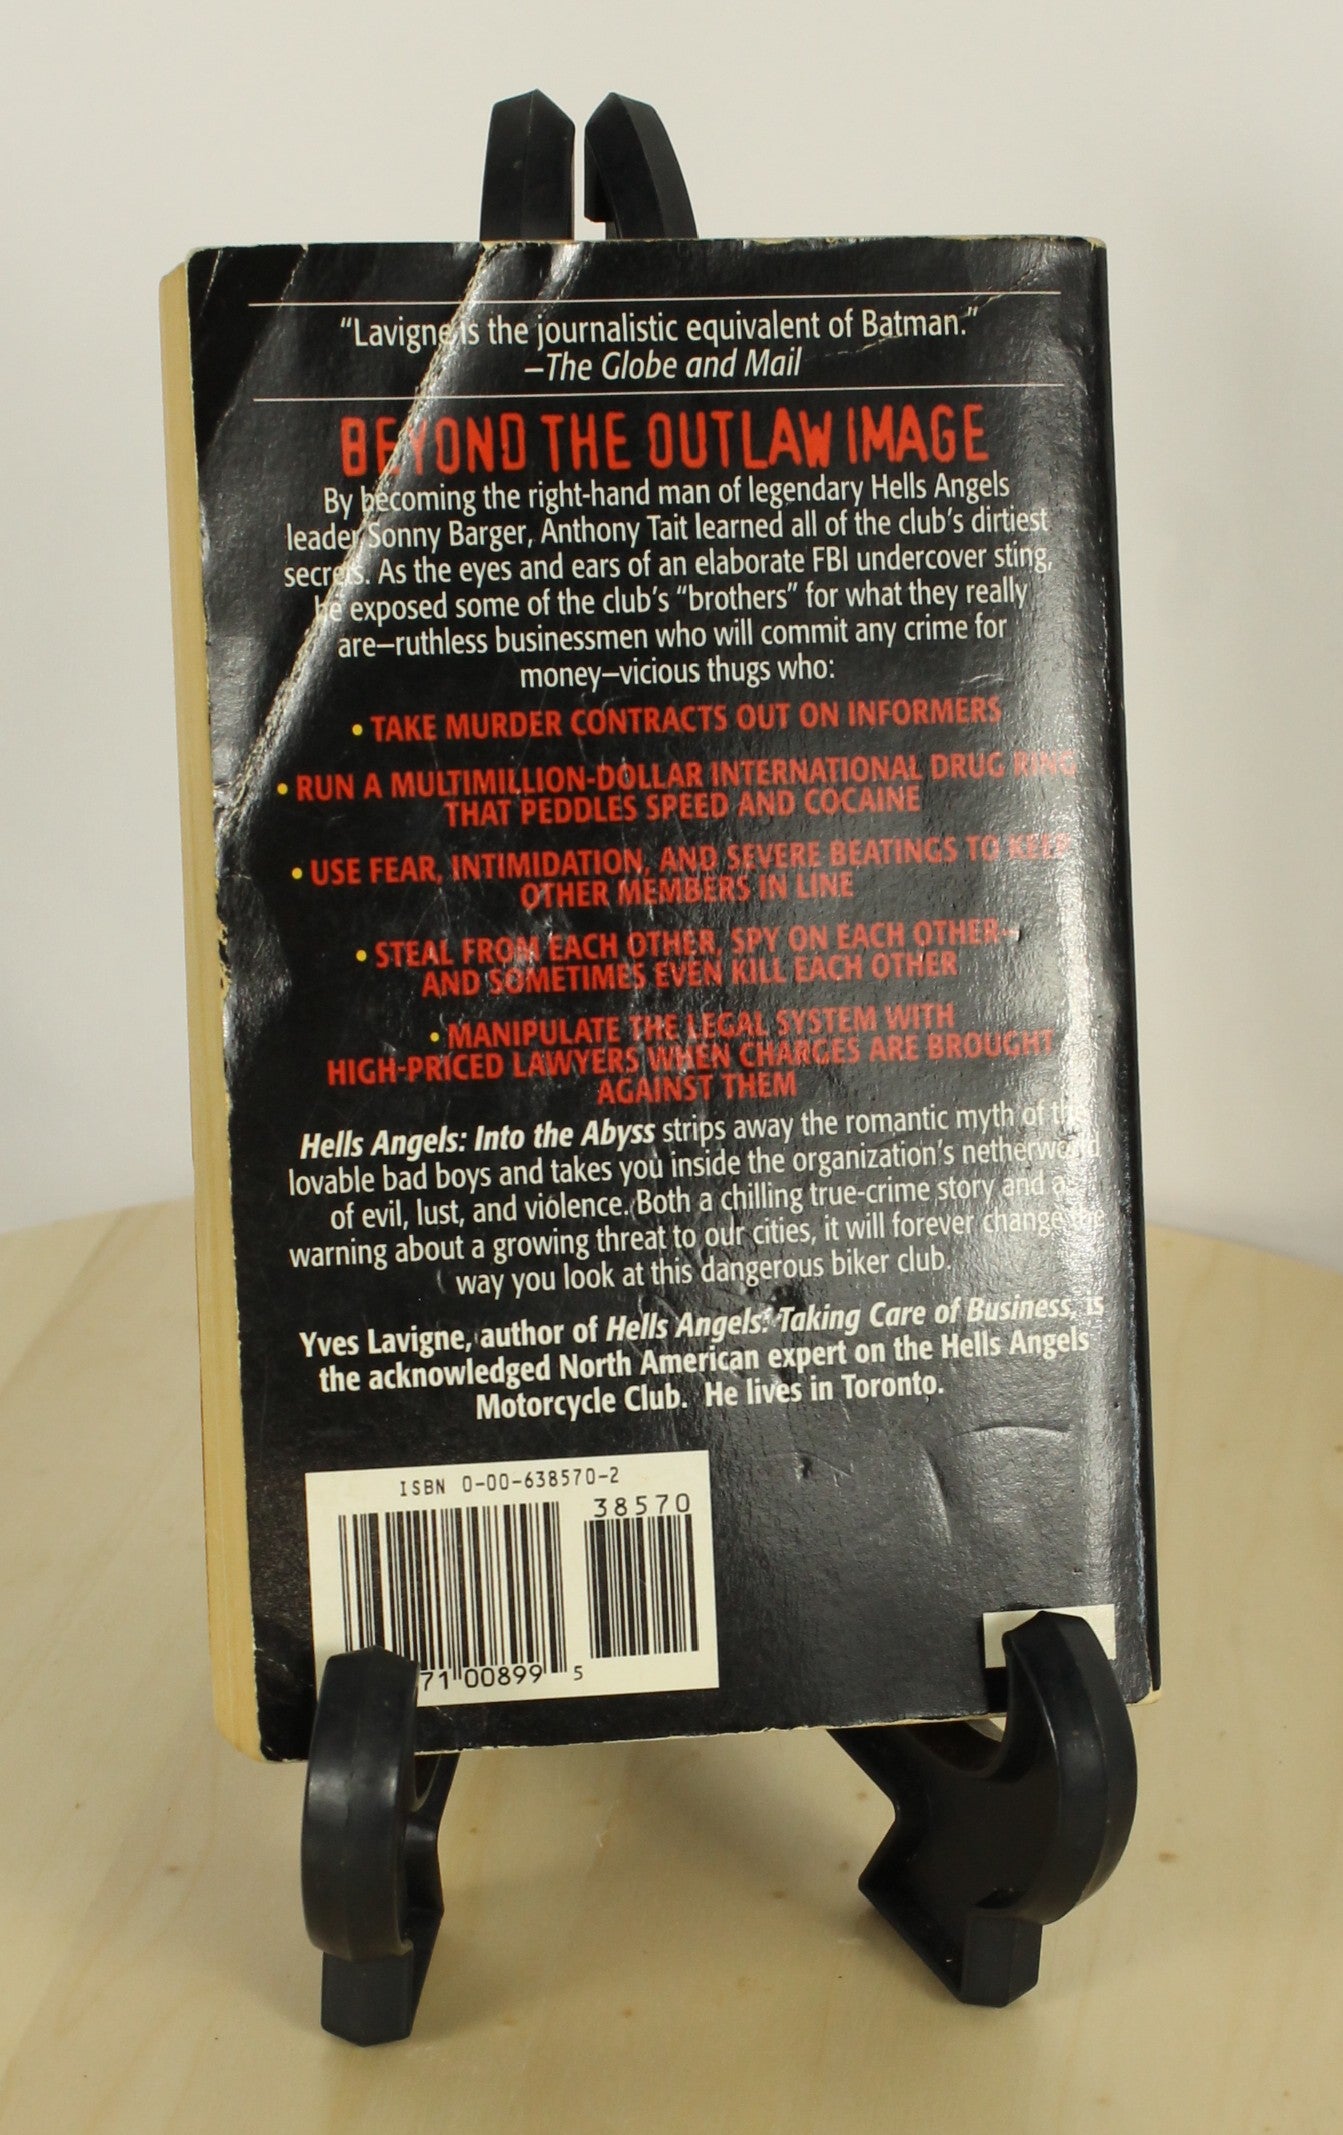 “Lavigne is the journalistic equivalent of Batman.”
–The Globe and Mail
BEYOND THE OUTLAW IMAGE
By becoming the right-hand man of legendary Hells Angels
leader Sonny Barger, Anthony Tait learned all of the club’s dirtiest
secrets. As the eyes and ears of an elaborate FBI undercover sting,
he exposed some of the club’s “brothers” for what they really
are—ruthless businessmen who will commit any crime for
money—vicious thugs who:
• TAKE MURDER CONTRACTS OUT ON INFORMERS
• RUN A MULTIMILLION-DOLLAR INTERNATIONAL DRUG RING
THAT PEDDLES SPEED AND COCAINE
• USE FEAR, INTIMIDATION, AND SEVERE BEATINGS TO KEEP
OTHER MEMBERS IN LINE
• STEAL FROM EACH OTHER, SPY ON EACH OTHER—
AND SOMETIMES EVEN KILL EACH OTHER
• MANIPULATE THE LEGAL SYSTEM WITH
HIGH-PRICED LAWYERS WHEN CHARGES ARE BROUGHT
AGAINST THEM
Hells Angels: Into the Abyss strips away the romantic myth of the
lovable bad boys and takes you inside the organization’s netherworld
of evil, lust, and violence. Both a chilling true-crime story and a
warning about a growing threat to our cities, it will forever change the
way you look at this dangerous biker club.
Yves Lavigne, author of Hells Angels: Taking Care of Business, is
the acknowledged North American expert on the Hells Angels
Motorcycle Club. He lives in Toronto.
ISBN 0-00-638570-2
38570
71 00899 5